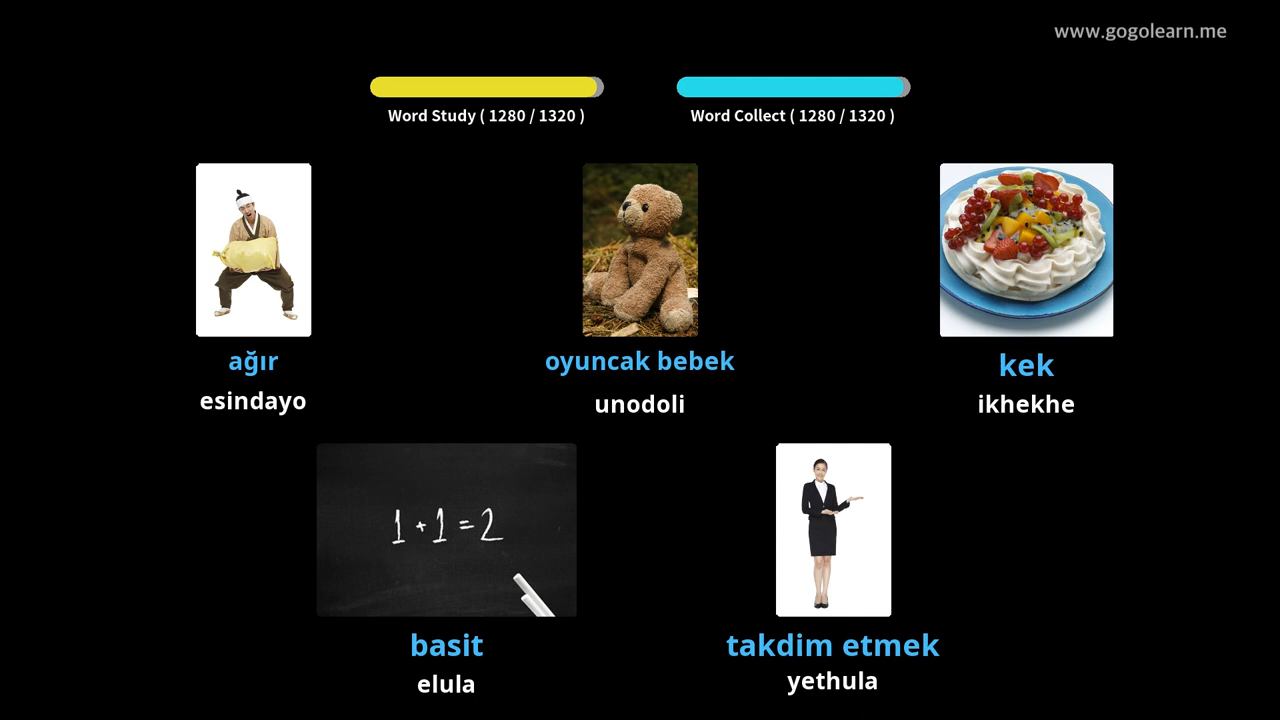 www.gogolearn.me
Word Study ( 1280 / 1320 )
Word Collect ( 1280 / 1320 )
ağır
esindayo
oyuncak bebek
unodoli
kek
ikhekhe
1 + 1 = 2
basit
elula
takdim etmek
yethula